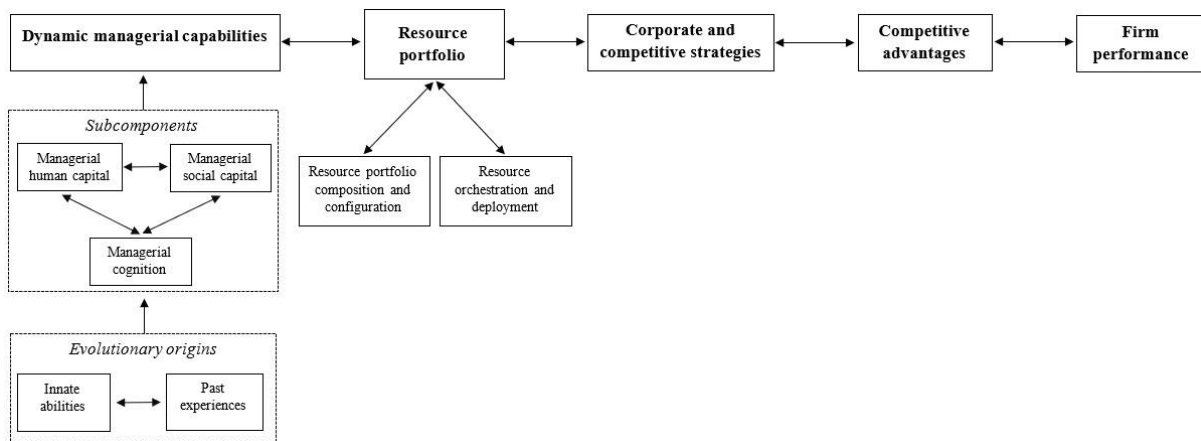 Dynamic managerial capabilities
Resource
portfolio
Corporate and
competitive strategies
Competitive
advantages
Firm
performance
Subcomponents
Managerial
human capital
Managerial
social capital
Managerial
cognition
Resource portfolio
composition and
configuration
Resource
orchestration and
deployment
Evolutionary origins
Innate
abilities
Past
experiences